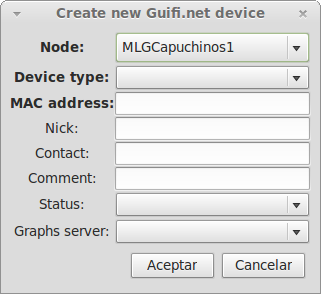 Create new Guifi.net device
Node: MLGCapuchinos1
Device type:
MAC address:
Nick:
Contact:
Comment:
Status:
Graphs server:
Aceptar Cancelar